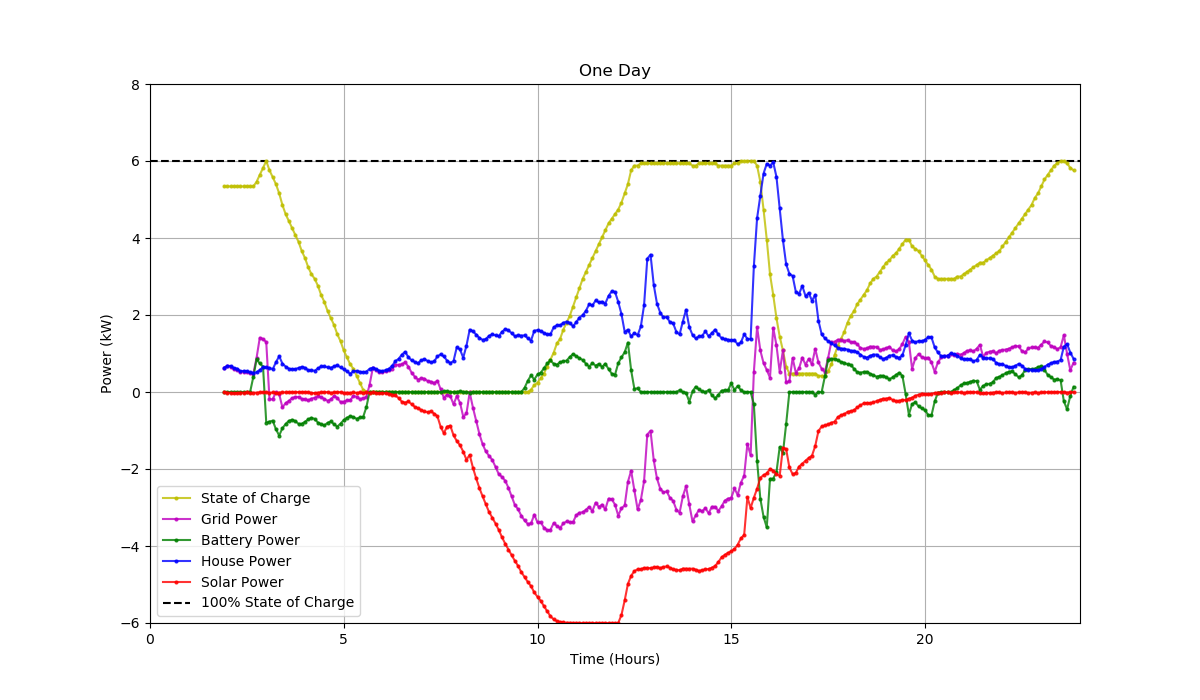 One Day
8
6
4
2
0
−2
−4
−6
Power (kW)
State of Charge
Grid Power
Battery Power
House Power
Solar Power
100% State of Charge
0 5 10 15 20
Time (Hours)